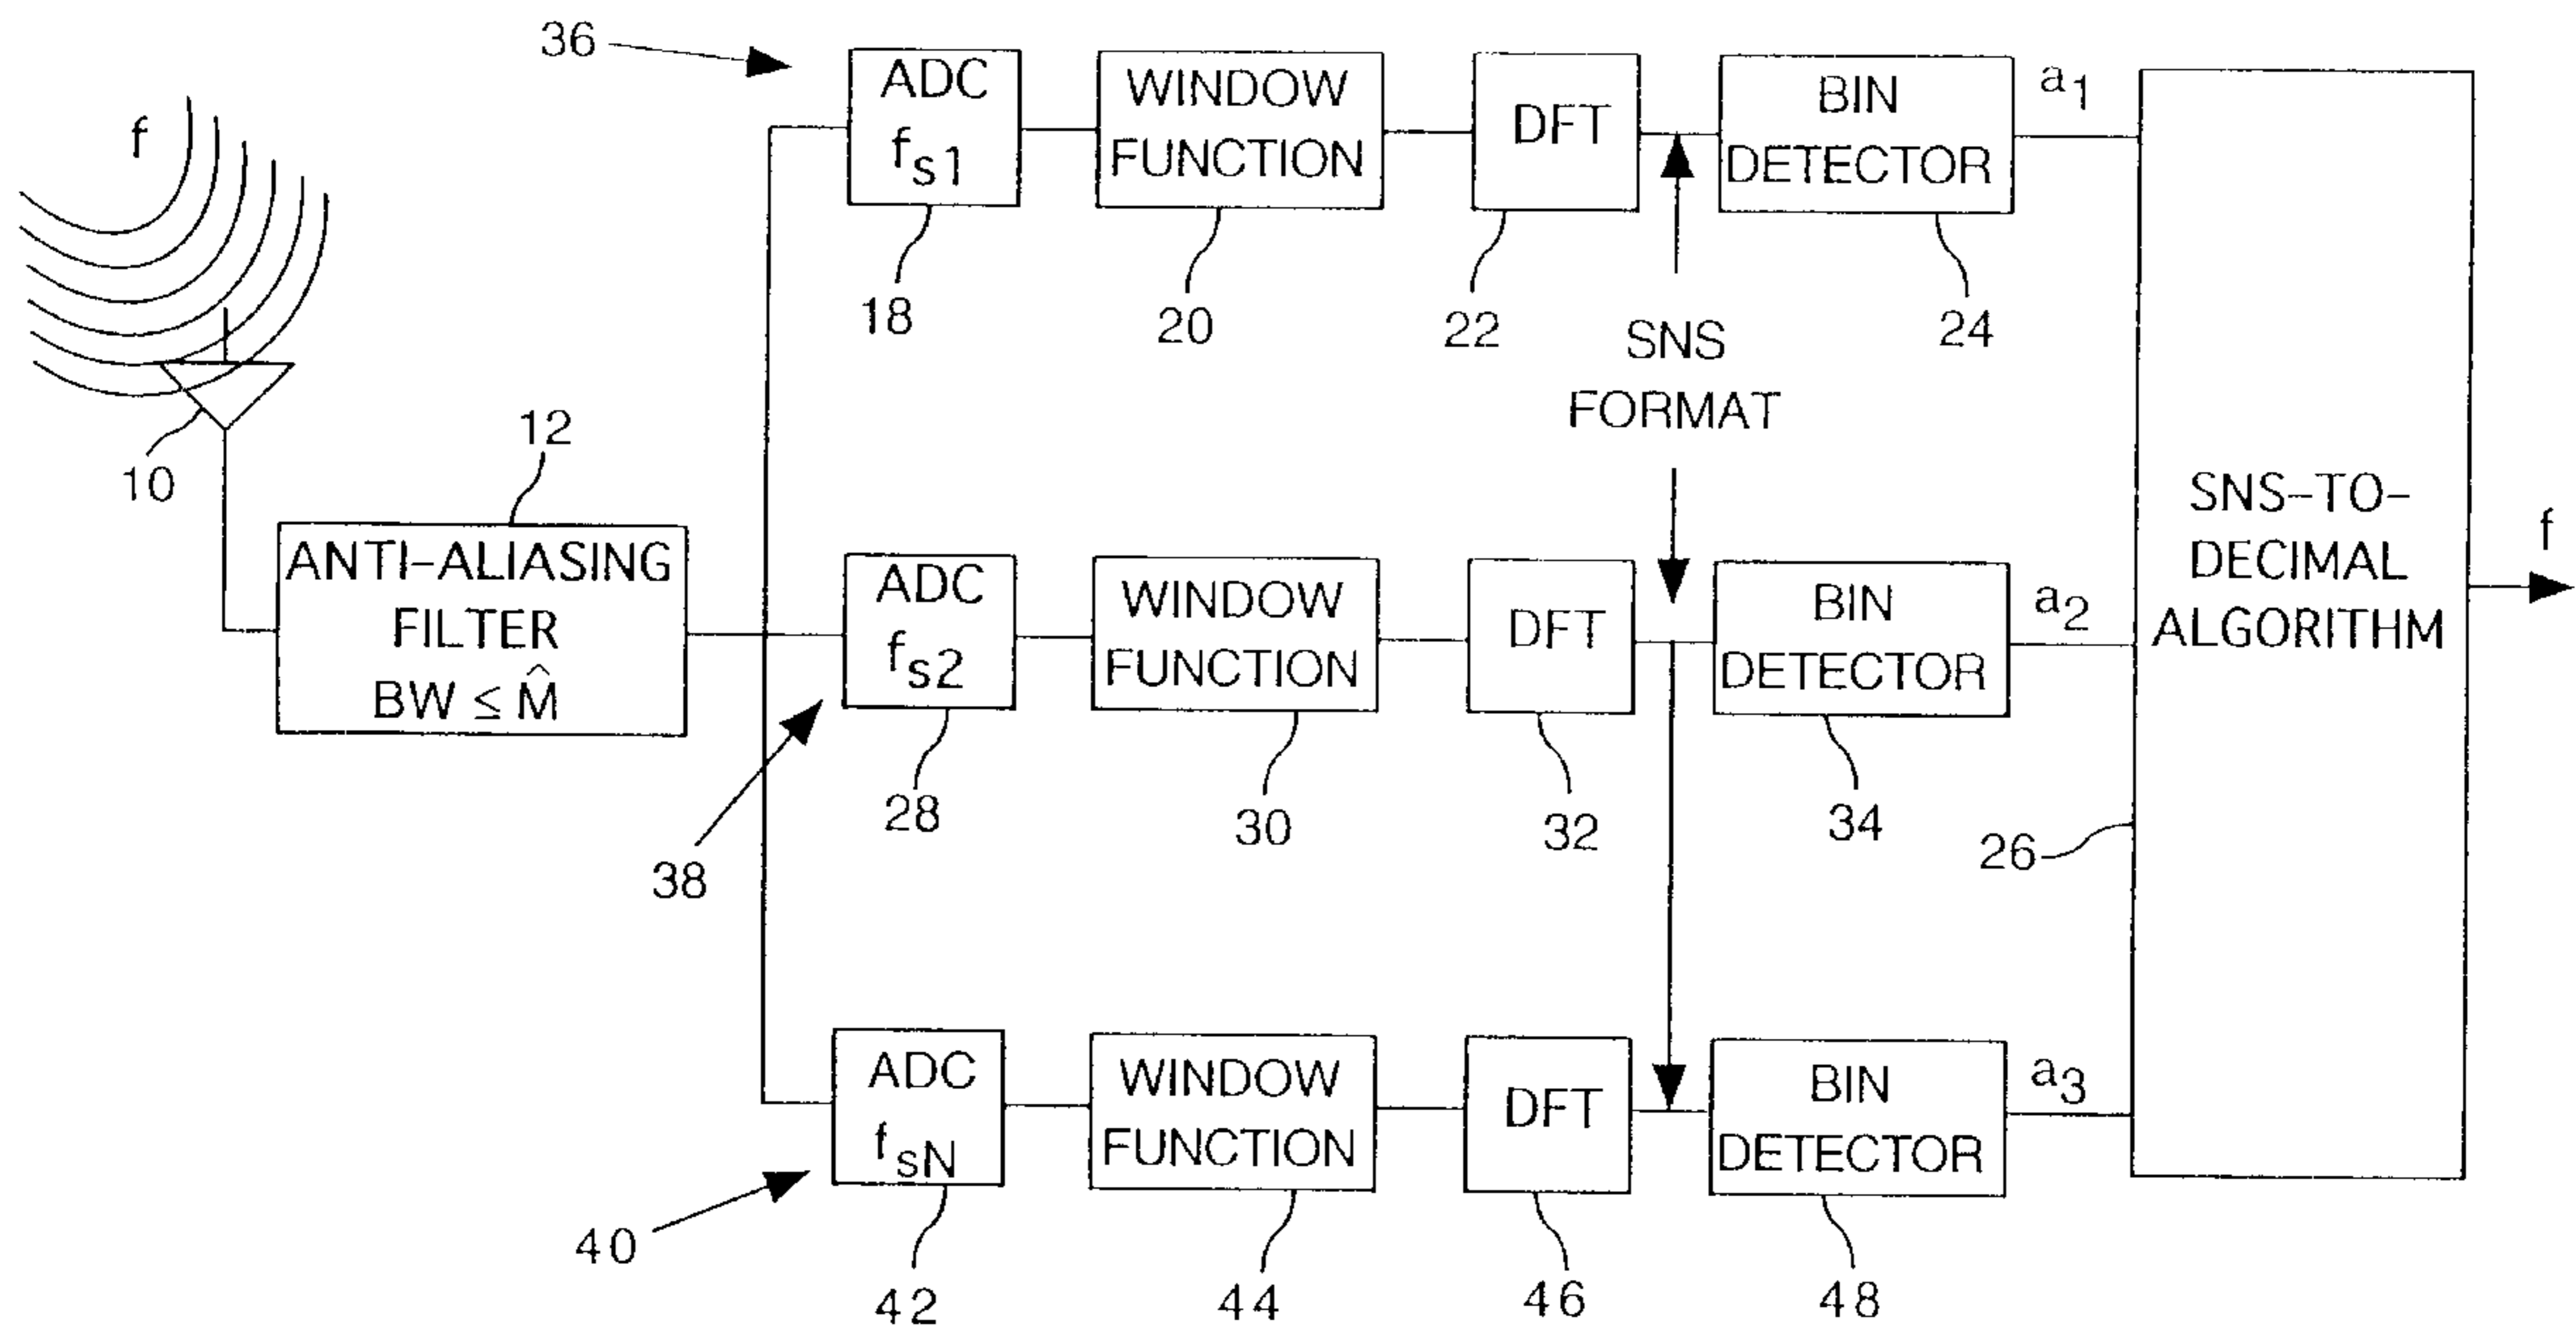 36
f
10
12
ANTI-ALIASING
FILTER
BW ≤ M̂
ADC
fs1
18
WINDOW
FUNCTION
20
DFT
22
BIN
DETECTOR
24
a1
SNS
FORMAT
38
ADC
fs2
28
WINDOW
FUNCTION
30
DFT
32
BIN
DETECTOR
34
a2
40
ADC
fsN
42
WINDOW
FUNCTION
44
DFT
46
BIN
DETECTOR
48
a3
26
SNS-TO-
DECIMAL
ALGORITHM
f